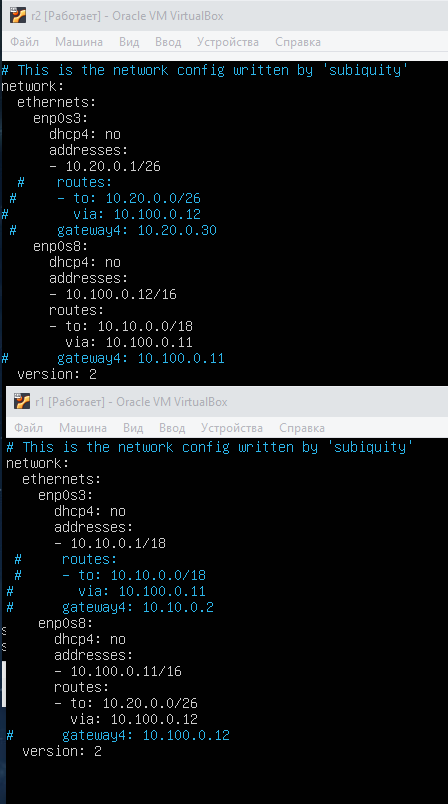 r2 [Работает] - Oracle VM VirtualBox
Файл Машина Вид Ввод Устройства Справка
# This is the network config written by 'subiquity'
network:
  ethernets:
    enp0s3:
      dhcp4: no
      addresses:
      - 10.20.0.1/26
  #    routes:
 #     - to: 10.20.0.0/26
#        via: 10.100.0.12
 #     gateway4: 10.20.0.30
    enp0s8:
      dhcp4: no
      addresses:
      - 10.100.0.12/16
      routes:
      - to: 10.10.0.0/18
        via: 10.100.0.11
#      gateway4: 10.100.0.11
  version: 2
r1 [Работает] - Oracle VM VirtualBox
Файл Машина Вид Ввод Устройства Справка
# This is the network config written by 'subiquity'
network:
  ethernets:
    enp0s3:
      dhcp4: no
      addresses:
      - 10.10.0.1/18
 #     routes:
 #     - to: 10.10.0.0/18
#        via: 10.100.0.11
#      gateway4: 10.10.0.2
    enp0s8:
      dhcp4: no
      addresses:
      - 10.100.0.11/16
      routes:
      - to: 10.20.0.0/26
        via: 10.100.0.12
#      gateway4: 10.100.0.12
  version: 2